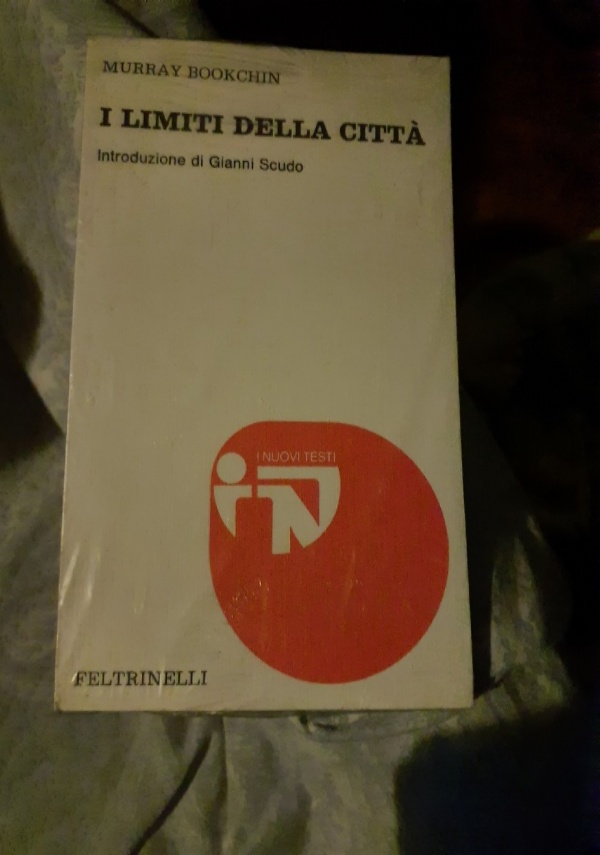 MURRAY BOOKCHIN
I LIMITI DELLA CITTÀ
Introduzione di Gianni Scudo
I NUOVI TESTI
FELTRINELLI